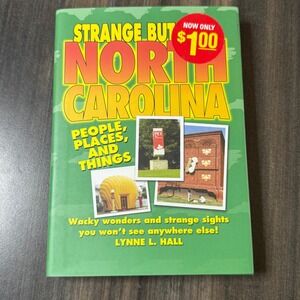 STRANGE BUT
NOW ONLY
$1.00
NORTH
CAROLINA
PEOPLE,
PLACES,
AND
THINGS
Wacky wonders and strange sights
you won't see anywhere else!
LYNNE L. HALL